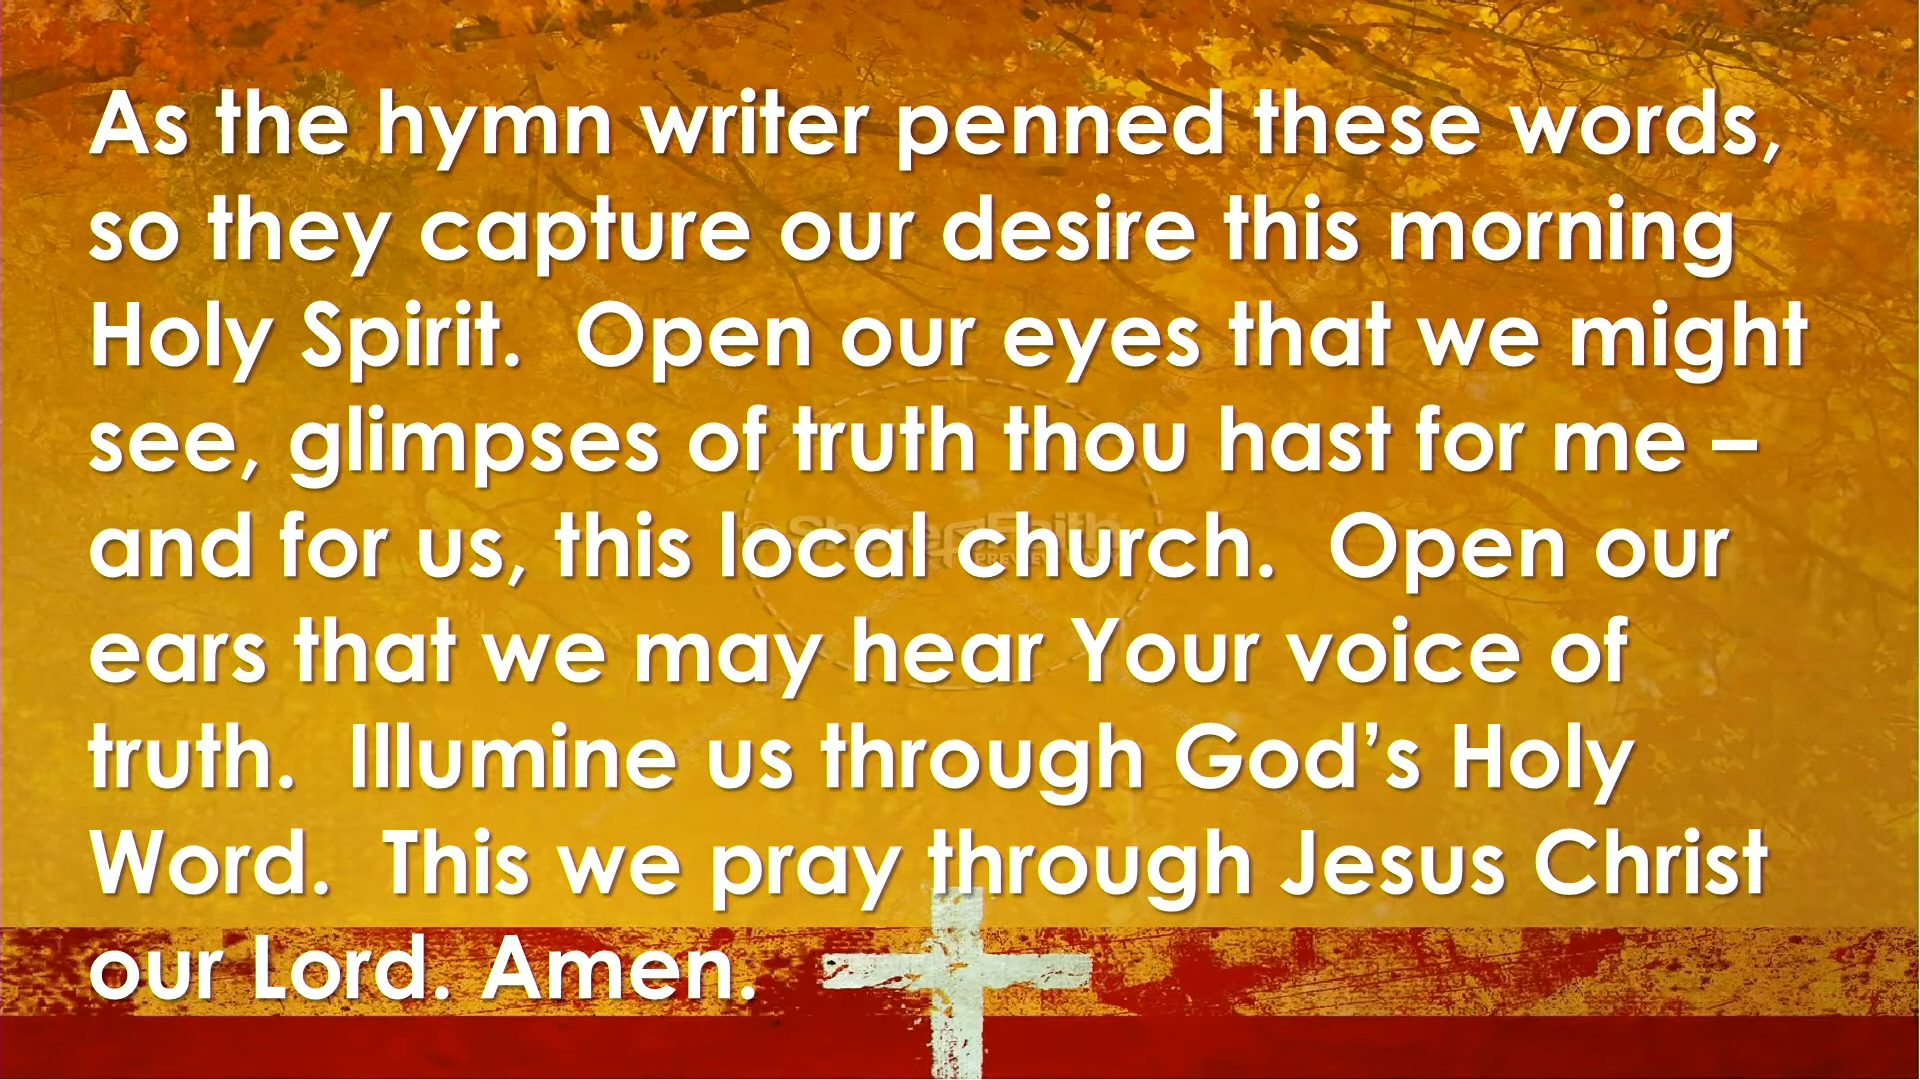 As the hymn writer penned these words,
so they capture our desire this morning
Holy Spirit.  Open our eyes that we might
see, glimpses of truth thou hast for me –
and for us, this local church.  Open our
ears that we may hear Your voice of
truth.  Illumine us through God’s Holy
Word.  This we pray through Jesus Christ
our Lord. Amen.
ShareFaith